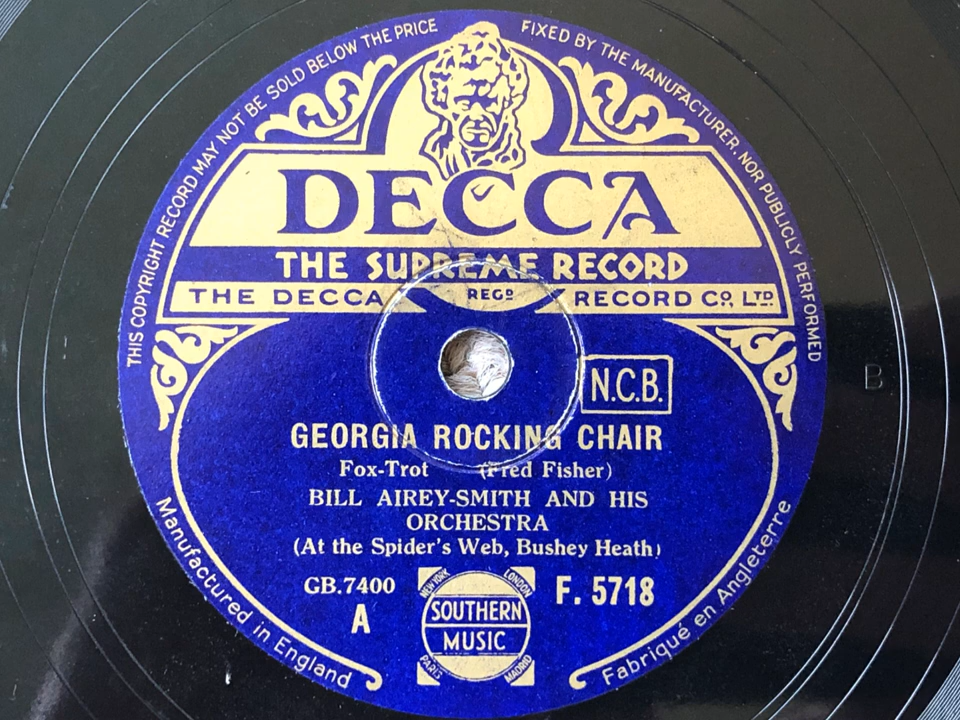 THIS COPYRIGHT RECORD MAY NOT BE SOLD BELOW THE PRICE FIXED BY THE MANUFACTURER, NOR PUBLICLY PERFORMED
DECCA
THE SUPREME RECORD
THE DECCA REGD RECORD CO, LTD
N.C.B.
B
GEORGIA ROCKING CHAIR
Fox-Trot (Fred Fisher)
BILL AIREY-SMITH AND HIS
ORCHESTRA
(At the Spider's Web, Bushey Heath)
GB.7400
A
NEW YORK LONDON
SOUTHERN
MUSIC
PARIS MADRID
F. 5718
Manufactured in England
Fabriqué en Angleterre